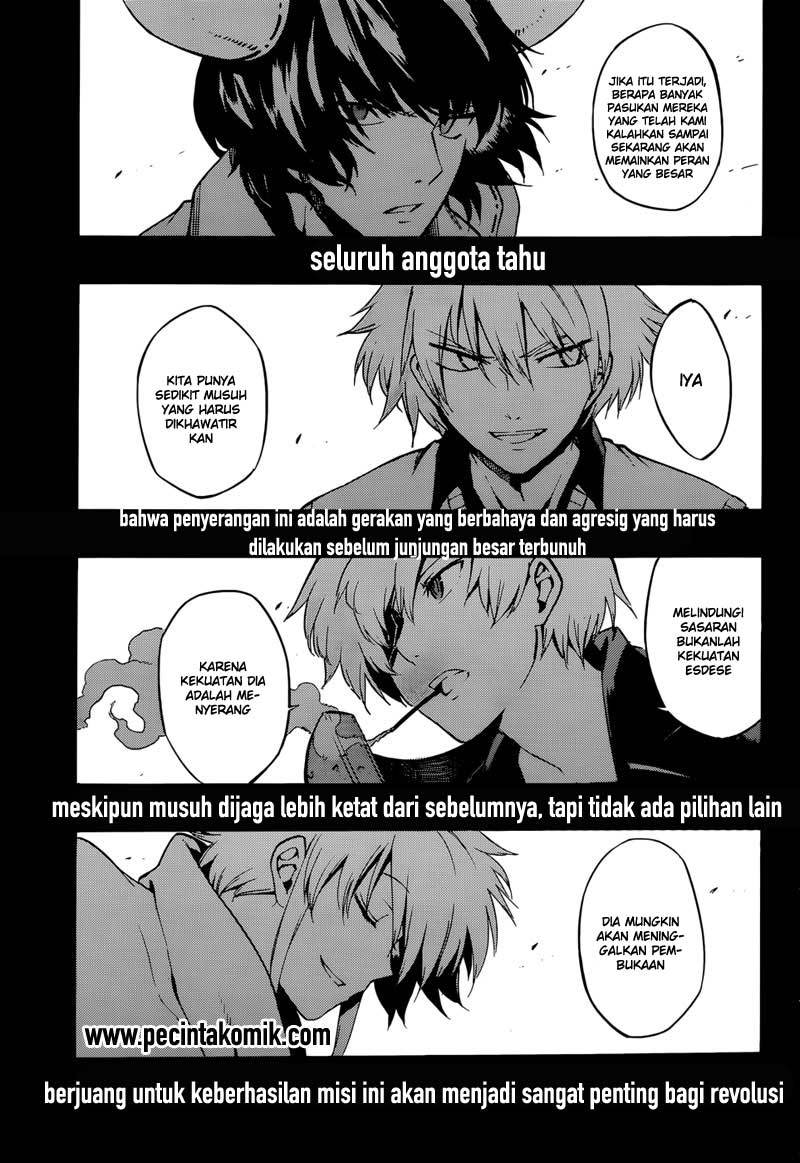 JIKA ITU TERJADI,
BERAPA BANYAK
PASUKAN MEREKA
YANG TELAH KAMI
KALAHKAN SAMPAI
SEKARANG AKAN
MEMAINKAN PERAN
YANG BESAR
seluruh anggota tahu
IYA
KITA PUNYA
SEDIKIT MUSUH
YANG HARUS
DIKHAWATIR
KAN
bahwa penyerangan ini adalah gerakan yang berbahaya dan agresig yang harus
dilakukan sebelum junjungan besar terbunuh
MELINDUNGI
SASARAN
BUKANLAH
KEKUATAN
ESDESE
KARENA
KEKUATAN DIA
ADALAH ME-
NYERANG
meskipun musuh dijaga lebih ketat dari sebelumnya, tapi tidak ada pilihan lain
DIA MUNGKIN
AKAN MENING-
GALKAN PEM-
BUKAAN
www.pecintakomik.com
berjuang untuk keberhasilan misi ini akan menjadi sangat penting bagi revolusi